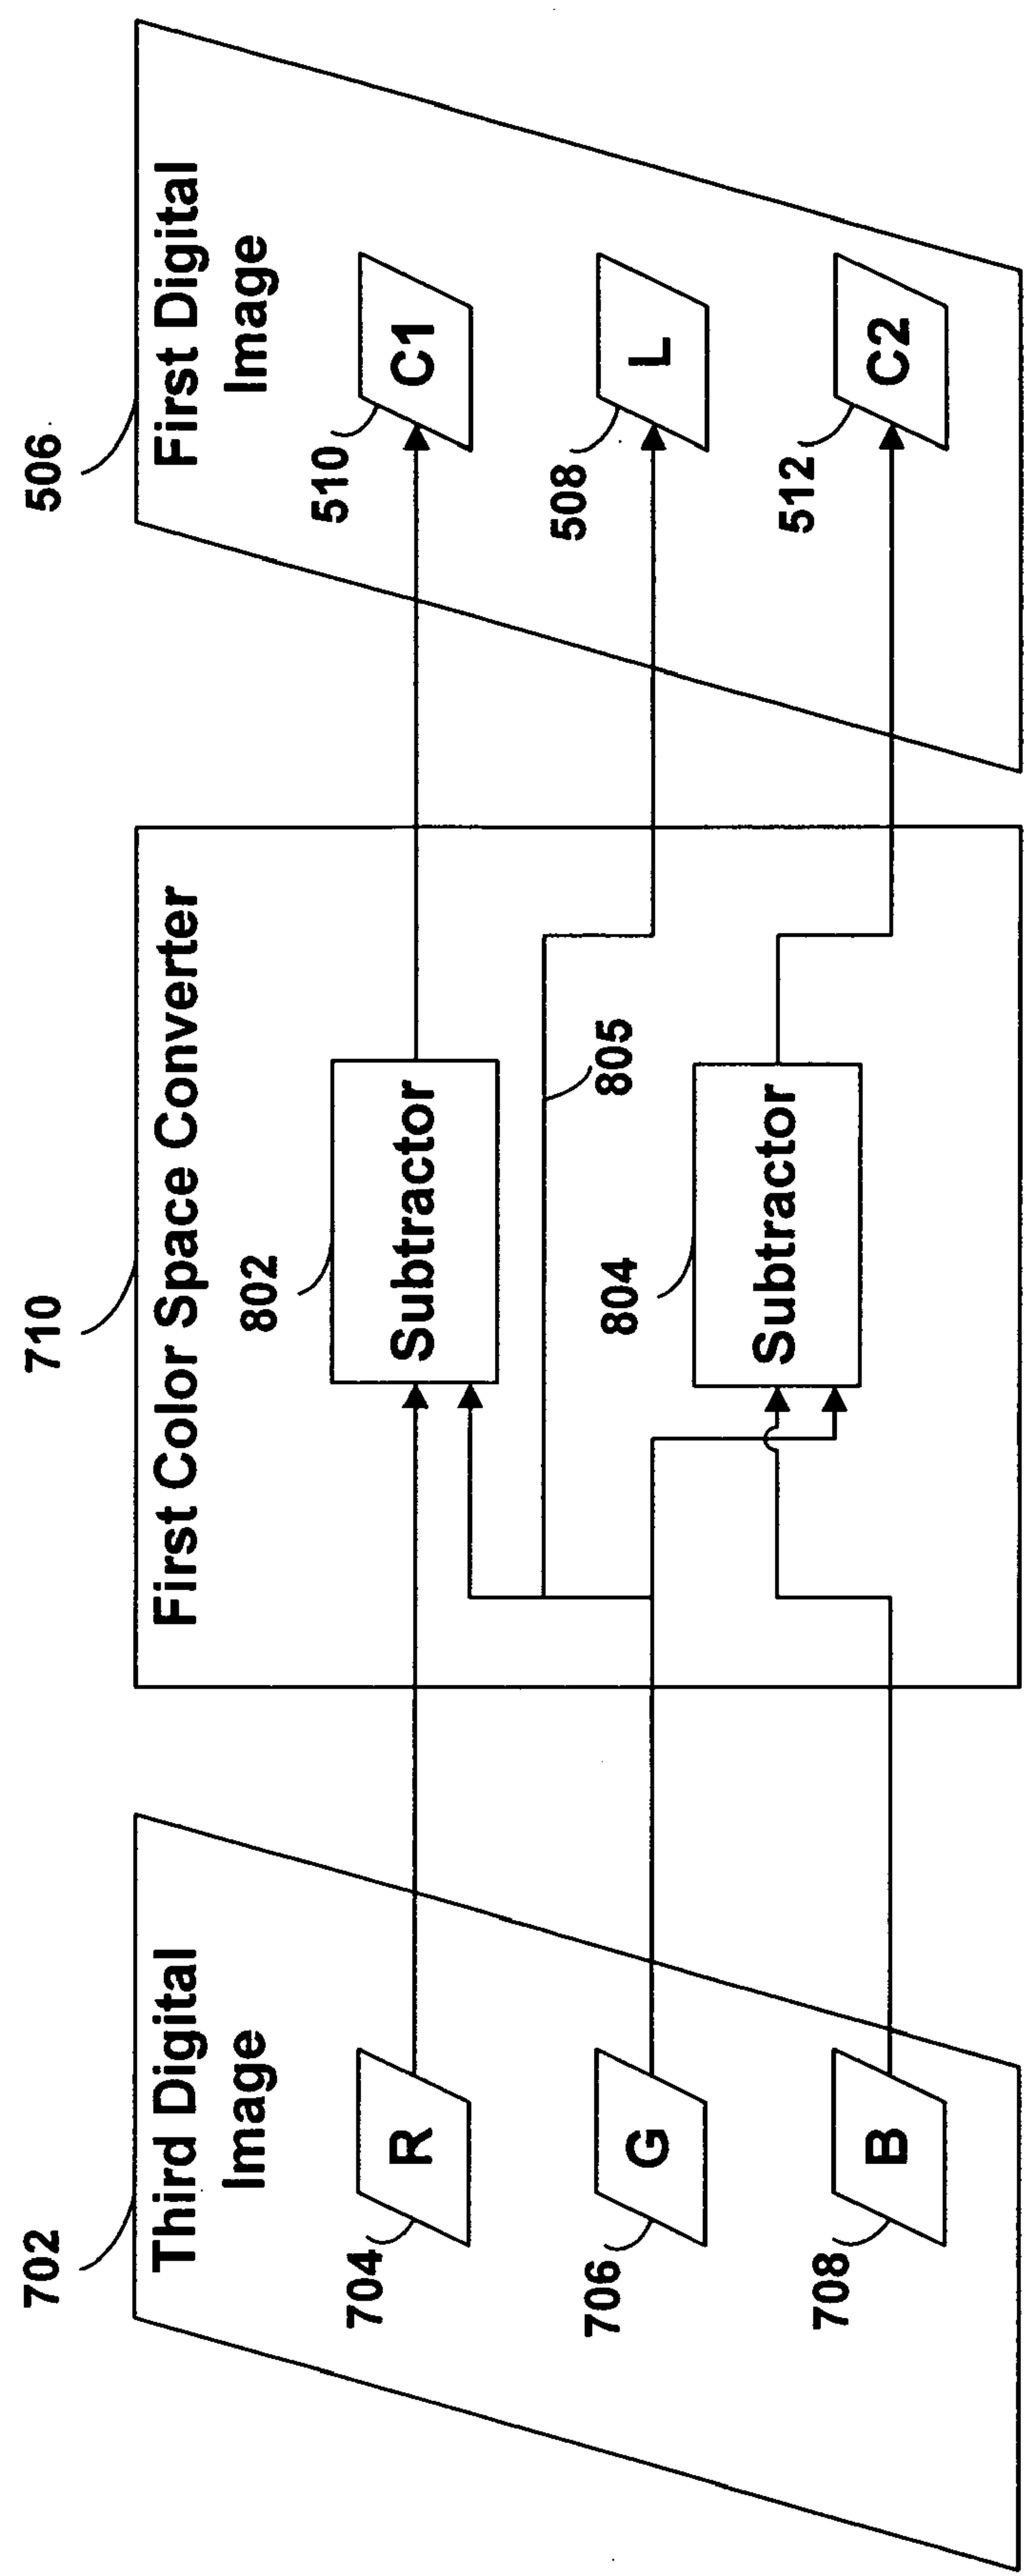 702
Third Digital
Image
704
R
706
G
708
B
710
First Color Space Converter
802
Subtractor
805
804
Subtractor
506
First Digital
Image
510
C1
508
L
512
C2